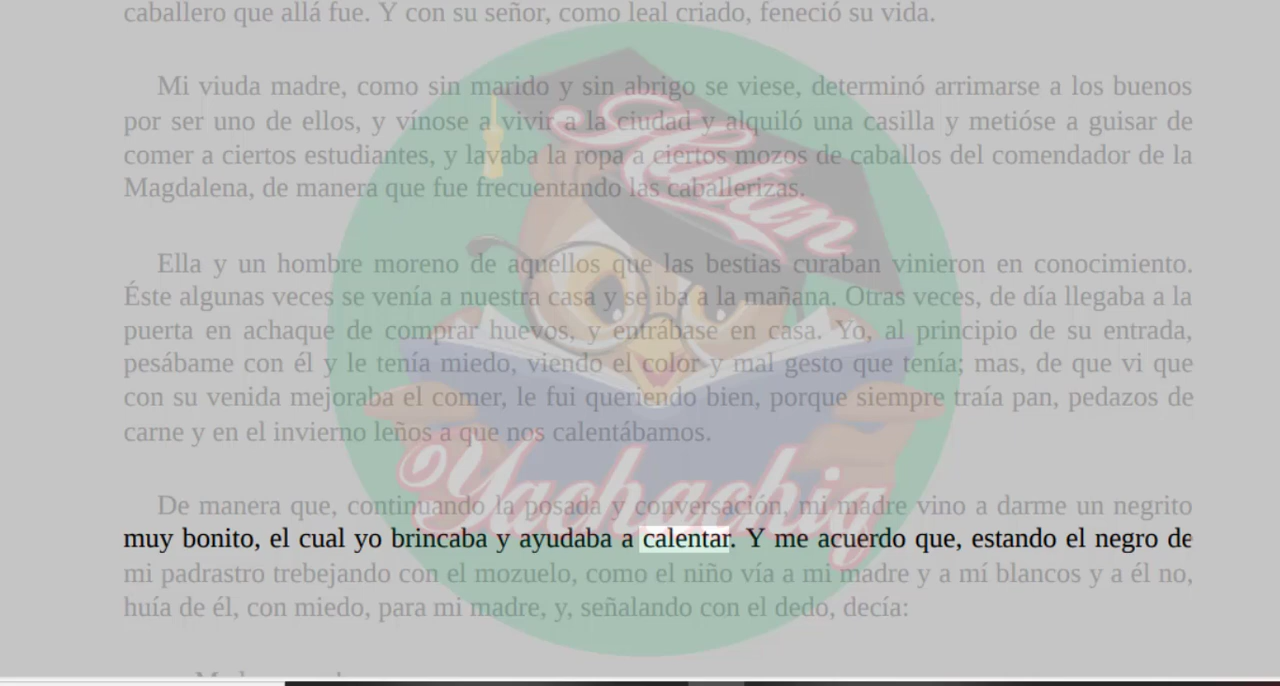 caballero que allá fue. Y con su señor, como leal criado, feneció su vida.
Mi viuda madre, como sin marido y sin abrigo se viese, determinó arrimarse a los buenos
por ser uno de ellos, y vínose a vivir a la ciudad y alquiló una casilla y metióse a guisar de
comer a ciertos estudiantes, y lavaba la ropa a ciertos mozos de caballos del comendador de la
Magdalena, de manera que fue frecuentando las caballerizas.
Ella y un hombre moreno de aquellos que las bestias curaban vinieron en conocimiento.
Éste algunas veces se venía a nuestra casa y se iba a la mañana. Otras veces, de día llegaba a la
puerta en achaque de comprar huevos, y entrábase en casa. Yo, al principio de su entrada,
pesábame con él y le tenía miedo, viendo el color y mal gesto que tenía; mas, de que vi que
con su venida mejoraba el comer, le fui queriendo bien, porque siempre traía pan, pedazos de
carne y en el invierno leños a que nos calentábamos.
De manera que, continuando la posada y conversación, mi madre vino a darme un negrito
muy bonito, el cual yo brincaba y ayudaba a calentar. Y me acuerdo que, estando el negro de
mi padrastro trebejando con el mozuelo, como el niño vía a mi madre y a mí blancos y a él no,
huía de él, con miedo, para mi madre, y, señalando con el dedo, decía:
Yachachiq